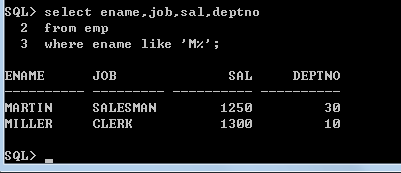 SQL> select ename,job,sal,deptno
2 from emp
3 where ename like 'M%';
ENAME JOB SAL DEPTNO
---------- --------- ---------- ----------
MARTIN SALESMAN 1250 30
MILLER CLERK 1300 10
SQL> _